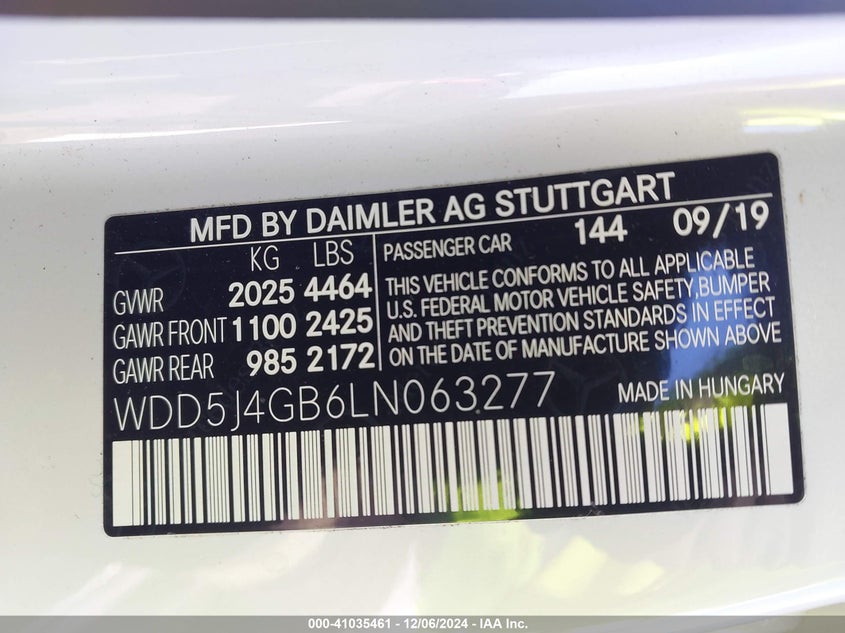 MFD BY DAIMLER AG STUTTGART
KG LBS
GVWR 2025 4464
GAWR FRONT 1100 2425
GAWR REAR 985 2172
PASSENGER CAR 144 09/19
THIS VEHICLE CONFORMS TO ALL APPLICABLE
U.S. FEDERAL MOTOR VEHICLE SAFETY,BUMPER
AND THEFT PREVENTION STANDARDS IN EFFECT
ON THE DATE OF MANUFACTURE SHOWN ABOVE
WDD5J4GB6LN063277
MADE IN HUNGARY
000-41035461 - 12/06/2024 - IAA Inc.